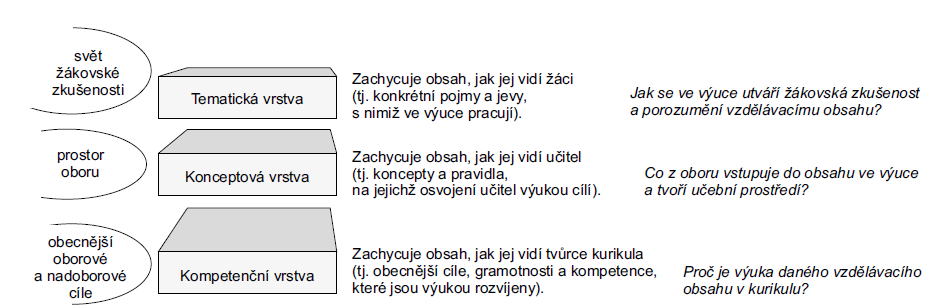 svět
žákovské
zkušenosti
Tematická vrstva
Zachycuje obsah, jak jej vidí žáci
(tj. konkrétní pojmy a jevy,
s nimiž ve výuce pracují).
Jak se ve výuce utváří žákovská zkušenost
a porozumění vzdělávacímu obsahu?
prostor
oboru
Konceptová vrstva
Zachycuje obsah, jak jej vidí učitel
(tj. koncepty a pravidla,
na jejichž osvojení učitel výukou cílí).
Co z oboru vstupuje do obsahu ve výuce
a tvoří učební prostředí?
obecnější
oborové
a nadoborové
cíle
Kompetenční vrstva
Zachycuje obsah, jak jej vidí tvůrce kurikula
(tj. obecnější cíle, gramotnosti a kompetence,
které jsou výukou rozvíjeny).
Proč je výuka daného vzdělávacího
obsahu v kurikulu?